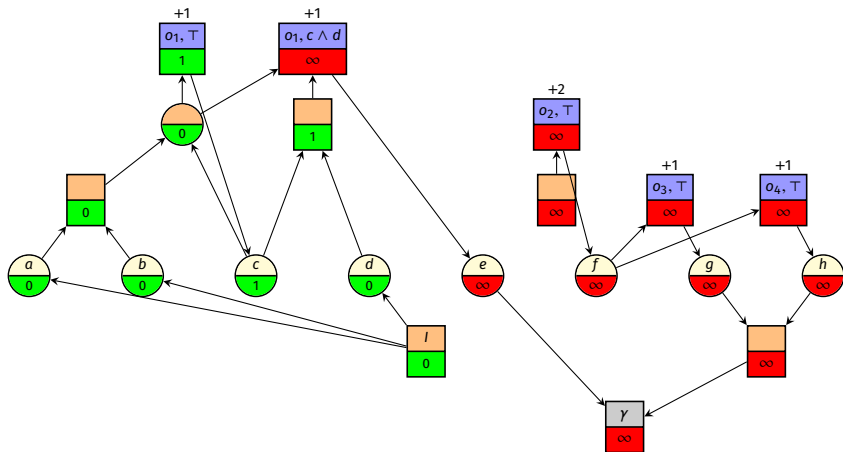 +1 +1
o₁, ⊤ o₁, c ∧ d
1 ∞
+2
o₂, ⊤
0 1 ∞
+1 +1
o₃, ⊤ o₄, ⊤
0 ∞ ∞ ∞
a b c d e f g h
0 0 1 0 ∞ ∞ ∞ ∞
I
0 ∞
γ
∞